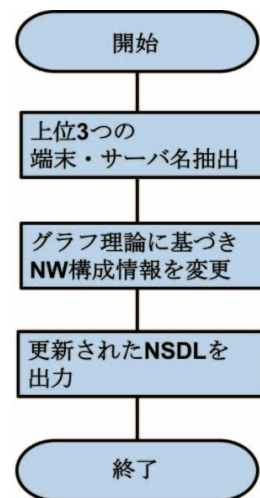 開始
上位3つの
端末・サーバ名抽出
グラフ理論に基づき
NW構成情報を変更
更新されたNSDLを
出力
終了